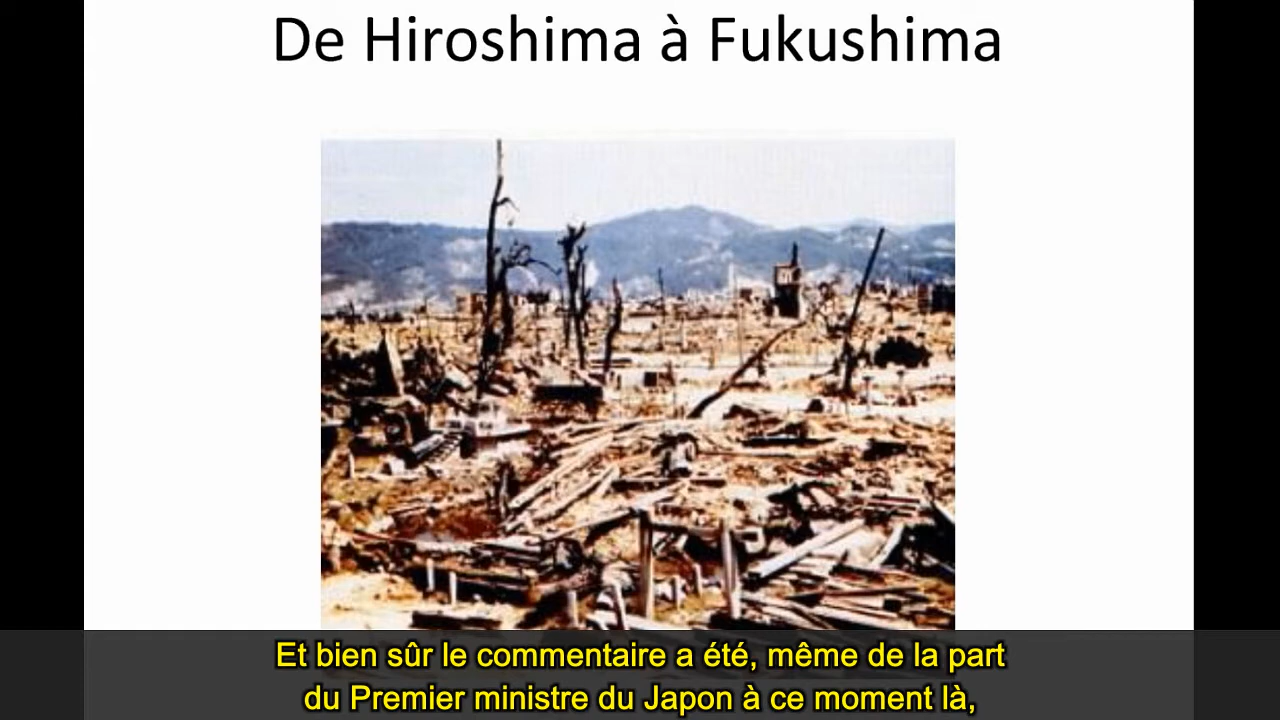 De Hiroshima à Fukushima
Et bien sûr le commentaire a été, même de la part
du Premier ministre du Japon à ce moment là,